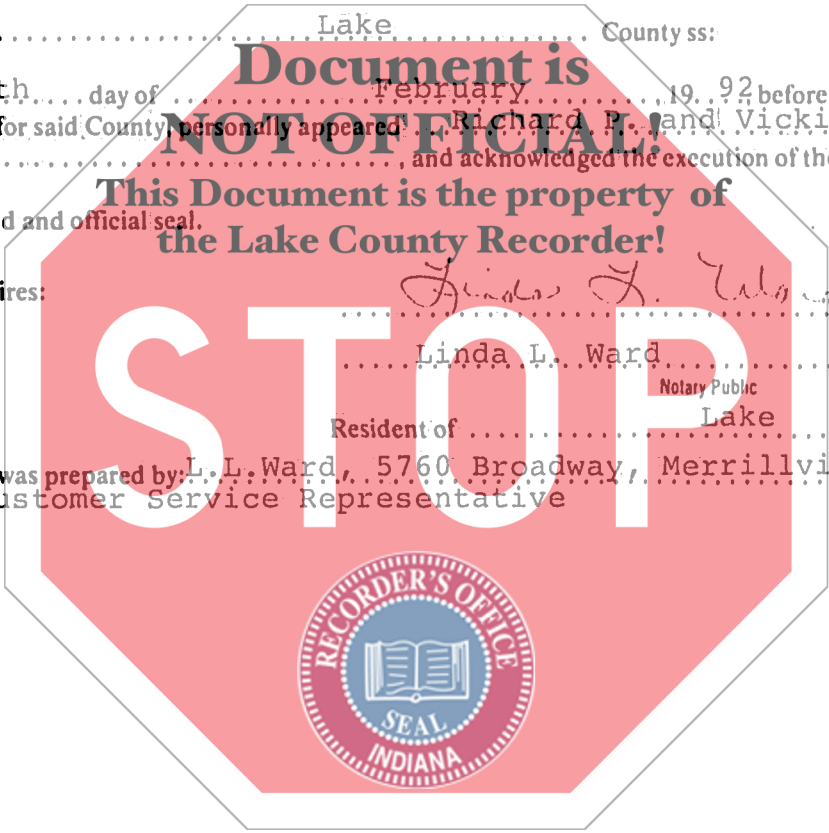 Lake County ss:
Document is
th day of February 19 92 before
for said County, personally appeared Richard P. and Vicki
NOT OFFICIAL!
and acknowledged the execution of the
This Document is the property of
d and official seal.
the Lake County Recorder!
ires:
Linda L.
Linda L. Ward
Notary Public
STOP
Resident of Lake
was prepared by: L.L. Ward, 5760 Broadway, Merrillvi
ustomer Service Representative
RECORDER'S OFFICE
SEAL
INDIANA